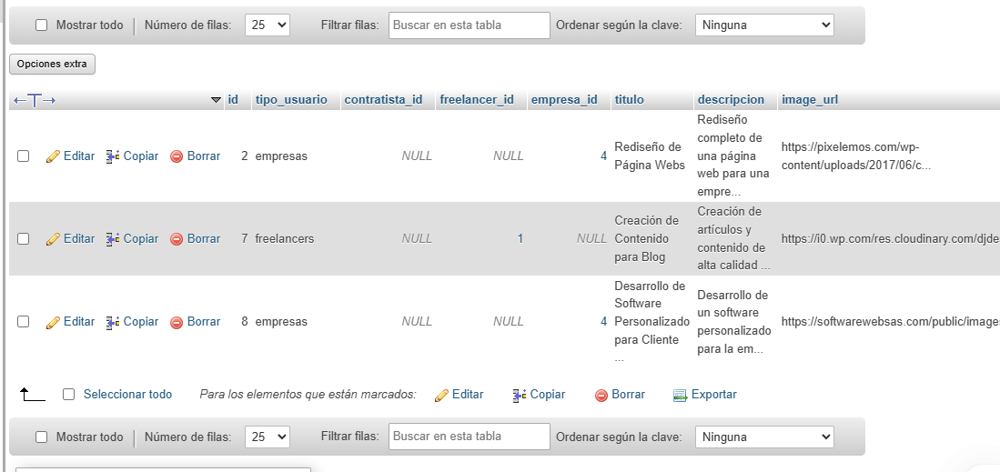 Mostrar todo Número de filas: 25 Filtrar filas: Buscar en esta tabla Ordenar según la clave: Ninguna
Opciones extra
id tipo_usuario contratista_id freelancer_id empresa_id titulo descripcion image_url
Editar Copiar Borrar 2 empresas NULL NULL 4
Rediseño de
Página Webs
Rediseño
completo de
una página
web para una
empre...
https://pixelemos.com/wp-
content/uploads/2017/06/c...
Editar Copiar Borrar 7 freelancers NULL 1 NULL
Creación de
Contenido
para Blog
Creación de
artículos y
contenido de
alta calidad ...
https://i0.wp.com/res.cloudinary.com/djde
Editar Copiar Borrar 8 empresas NULL NULL 4
Desarrollo de
Software
Personalizado
para Cliente
...
Desarrollo de
un software
personalizado
para la em...
https://softwarewebsas.com/public/image
Seleccionar todo Para los elementos que están marcados: Editar Copiar Borrar Exportar
Mostrar todo Número de filas: 25 Filtrar filas: Buscar en esta tabla Ordenar según la clave: Ninguna